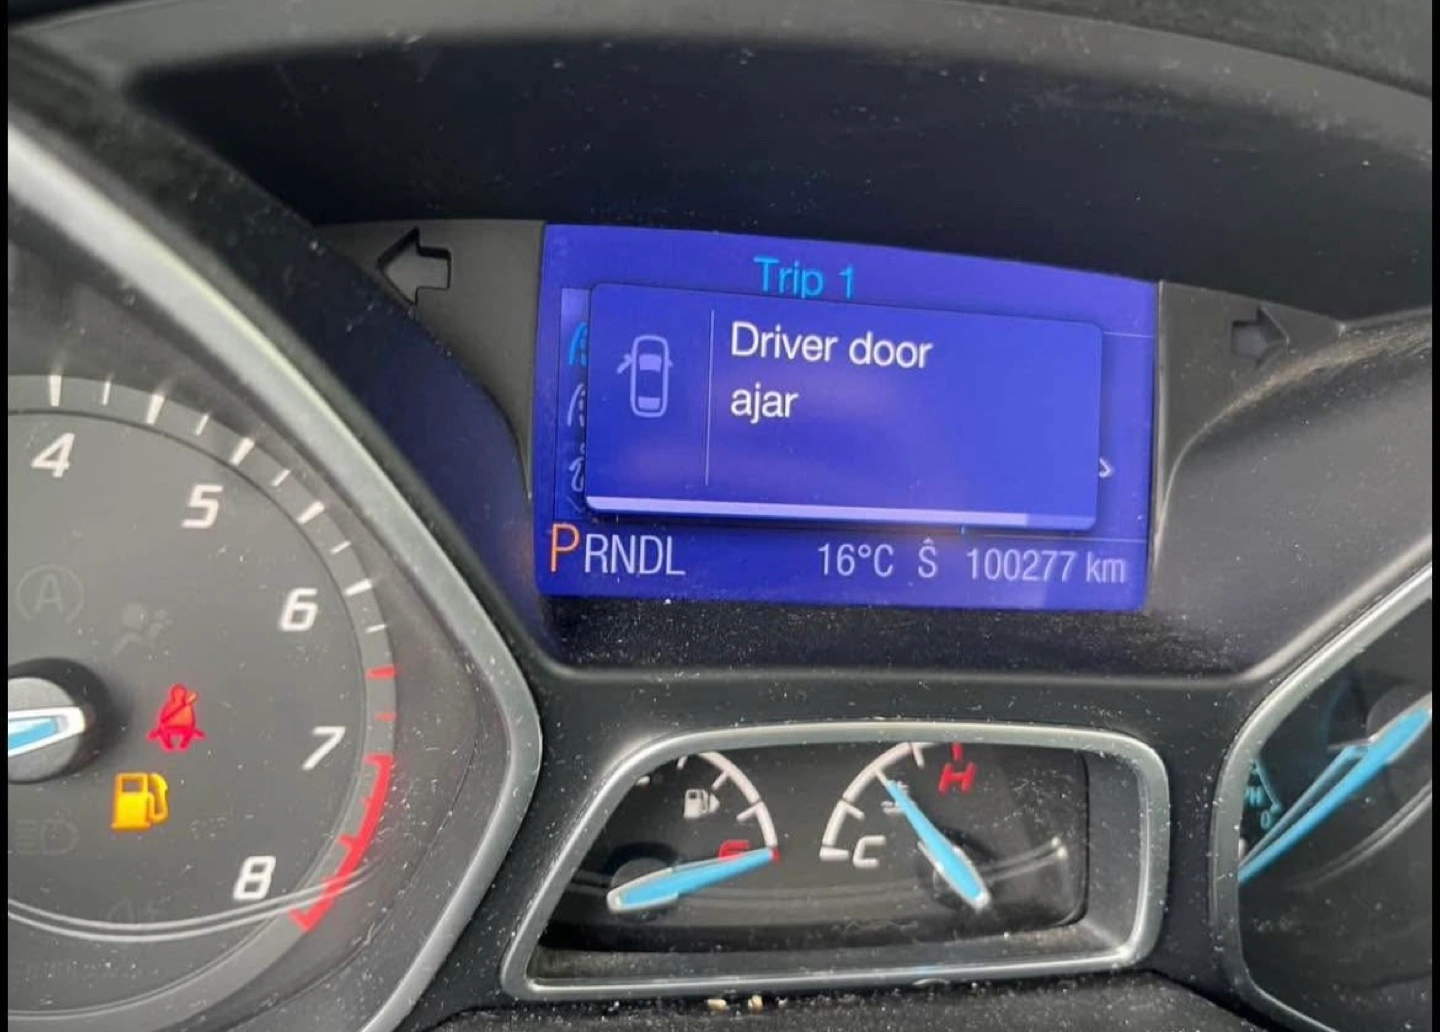 Trip 1
Driver door
ajar
PRNDL 16°C Ŝ 100277 km
4
5
6
7
8
A
H
C